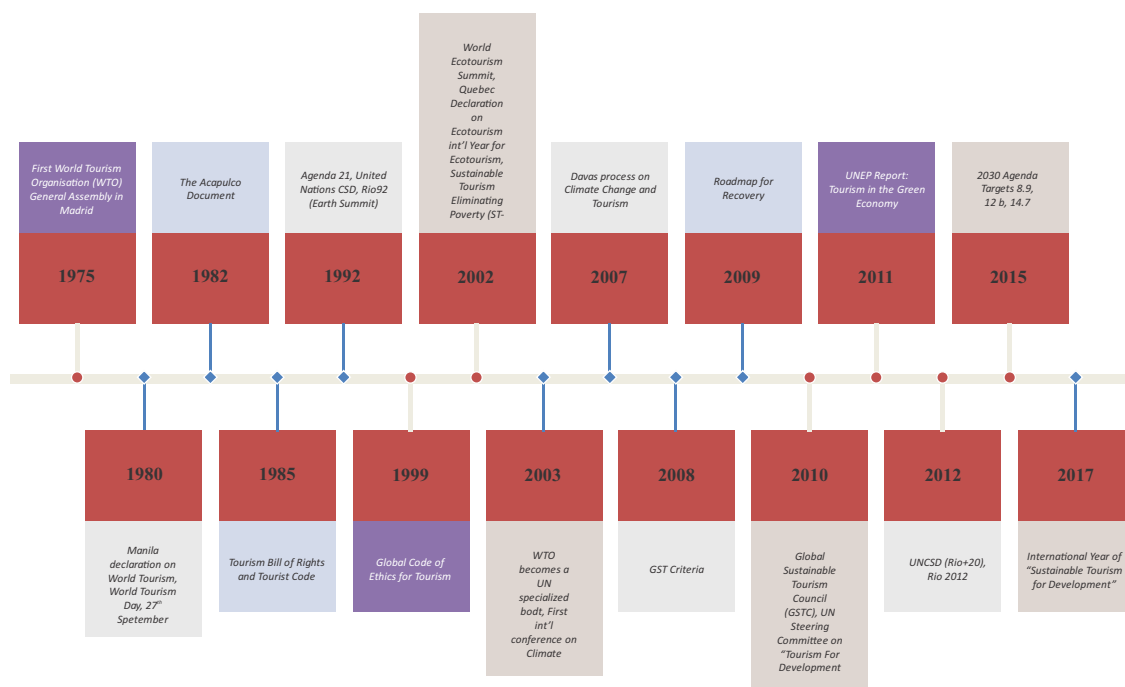 First World Tourism
Organisation (WTO)
General Assembly in
Madrid
1975
The Acapulco
Document
1982
Agenda 21, United
Nations CSD, Rio92
(Earth Summit)
1992
World
Ecotourism
Summit,
Quebec
Declaration
on
Ecotourism
int’l Year for
Ecotourism,
Sustainable
Tourism
Eliminating
Poverty (ST-
2002
Davas process on
Climate Change and
Tourism
2007
Roadmap for
Recovery
2009
UNEP Report:
Tourism in the Green
Economy
2011
2030 Agenda
Targets 8.9,
12 b, 14.7
2015
1980
Manila
declaration on
World Tourism,
World Tourism
Day, 27th
Spetember
1985
Tourism Bill of Rights
and Tourist Code
1999
Global Code of
Ethics for Tourism
2003
WTO
becomes a
UN
specialized
bodt, First
int’l
conference on
Climate
2008
GST Criteria
2010
Global
Sustainable
Tourism
Council
(GSTC), UN
Steering
Committee on
“Tourism For
Development
2012
UNCSD (Rio+20),
Rio 2012
2017
International Year of
“Sustainable Tourism
for Development”